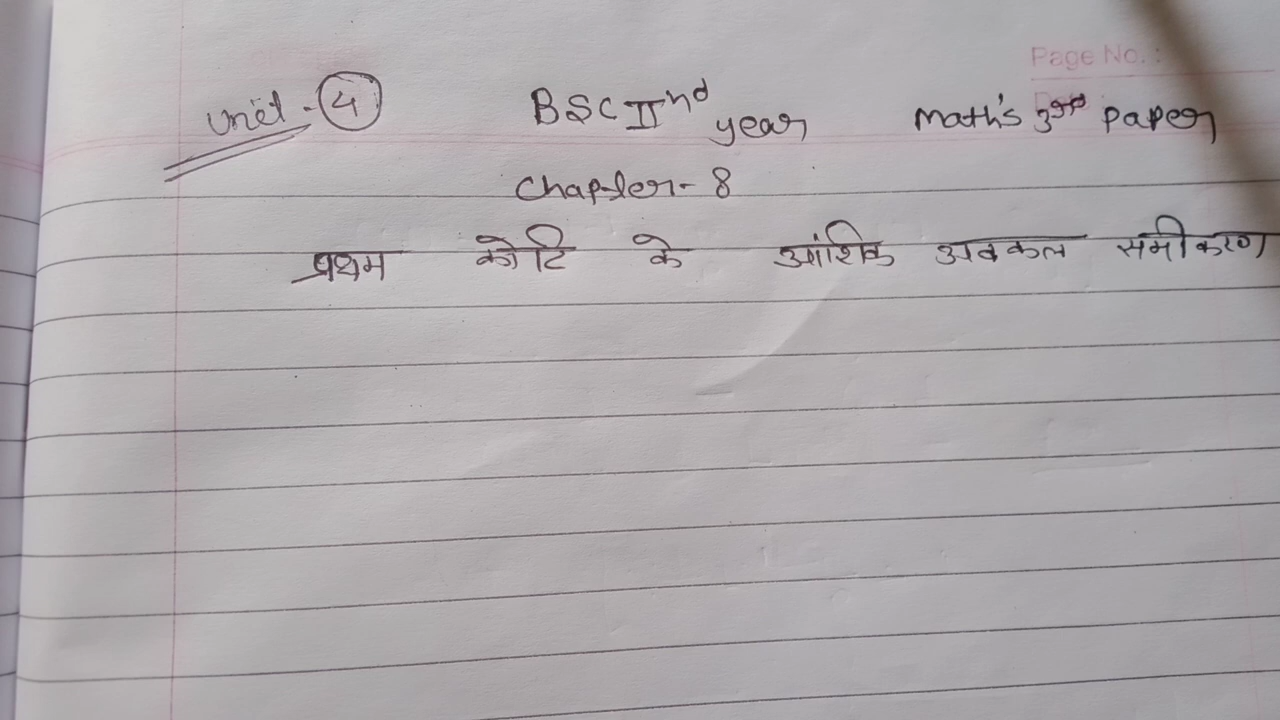 Unit - 4 BSC IInd year Math's 3rd paper
Page No. :
Chapter - 8
प्रथम कोटि के आंशिक अवकल समीकरण